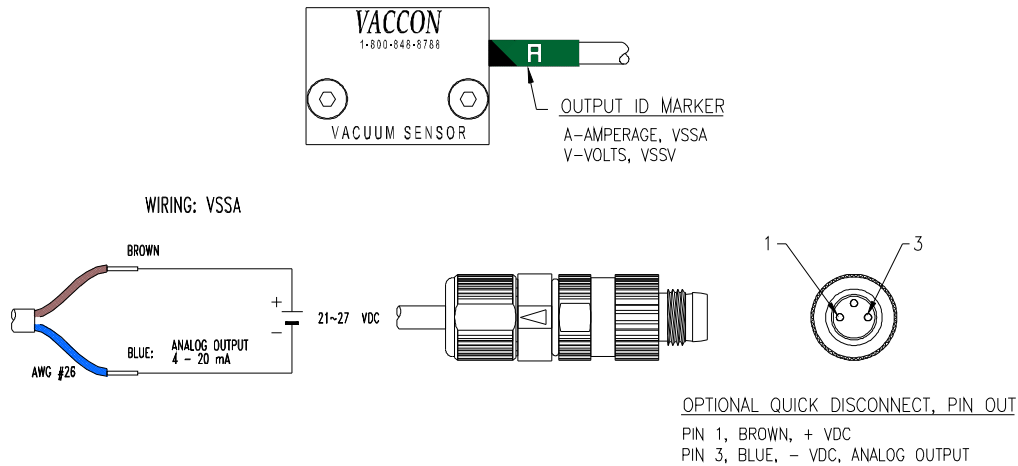 VACCON
1-800-848-8788
A
VACUUM SENSOR
OUTPUT ID MARKER
A-AMPERAGE, VSSA
V-VOLTS, VSSV
WIRING: VSSA
BROWN
+
21~27 VDC
-
BLUE: ANALOG OUTPUT
4 - 20 mA
AWG #26
1
3
OPTIONAL QUICK DISCONNECT, PIN OUT
PIN 1, BROWN, + VDC
PIN 3, BLUE, - VDC, ANALOG OUTPUT